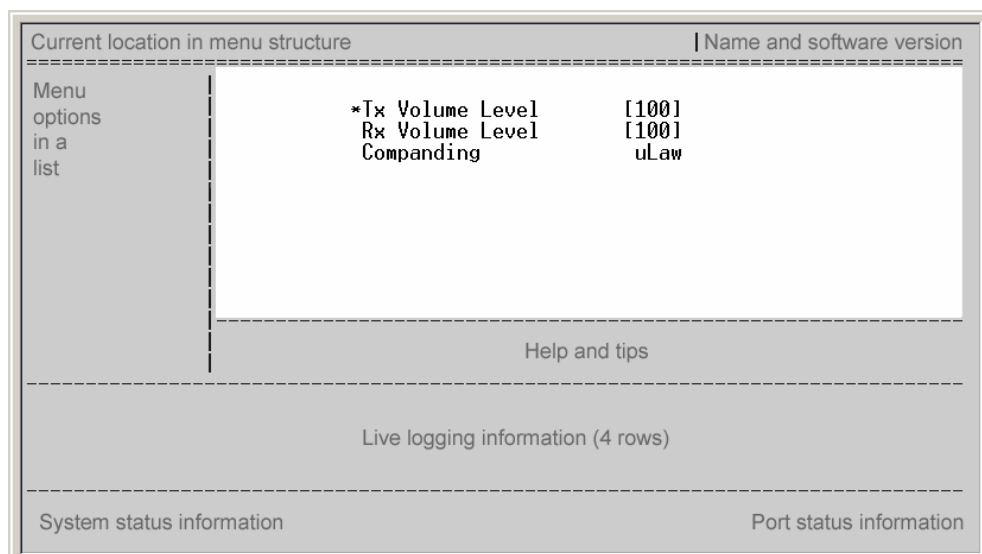 Current location in menu structure | Name and software version
Menu
options
in a
list
*Tx Volume Level [100]
Rx Volume Level [100]
Companding uLaw
Help and tips
Live logging information (4 rows)
System status information Port status information